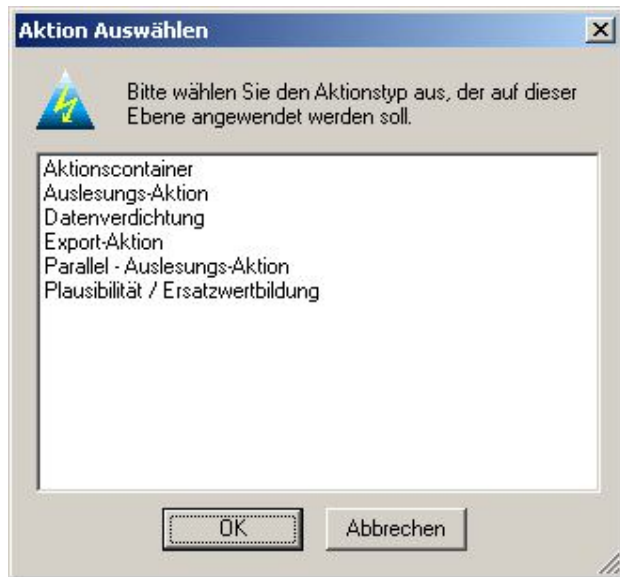 Aktion Auswählen
Bitte wählen Sie den Aktionstyp aus, der auf dieser
Ebene angewendet werden soll.
Aktionscontainer
Auslesungs-Aktion
Datenverdichtung
Export-Aktion
Parallel - Auslesungs-Aktion
Plausibilität / Ersatzwertbildung
OK
Abbrechen